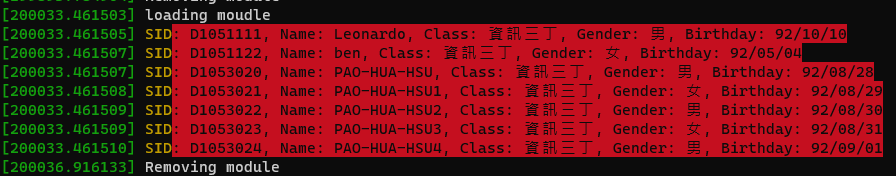 [200033.461503] loading moudle
[200033.461505] SID: D1051111, Name: Leonardo, Class: 資訊三丁, Gender: 男, Birthday: 92/10/10
[200033.461507] SID: D1051122, Name: ben, Class: 資訊三丁, Gender: 女, Birthday: 92/05/04
[200033.461507] SID: D1053020, Name: PAO-HUA-HSU, Class: 資訊三丁, Gender: 男, Birthday: 92/08/28
[200033.461508] SID: D1053021, Name: PAO-HUA-HSU1, Class: 資訊三丁, Gender: 女, Birthday: 92/08/29
[200033.461509] SID: D1053022, Name: PAO-HUA-HSU2, Class: 資訊三丁, Gender: 男, Birthday: 92/08/30
[200033.461509] SID: D1053023, Name: PAO-HUA-HSU3, Class: 資訊三丁, Gender: 女, Birthday: 92/08/31
[200033.461510] SID: D1053024, Name: PAO-HUA-HSU4, Class: 資訊三丁, Gender: 男, Birthday: 92/09/01
[200036.916133] Removing module